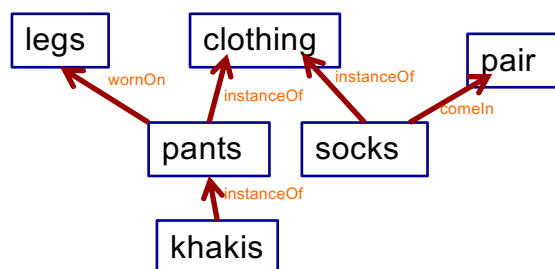 legs
clothing
pair
wornOn
instanceOf
instanceOf
comeIn
pants
socks
instanceOf
khakis